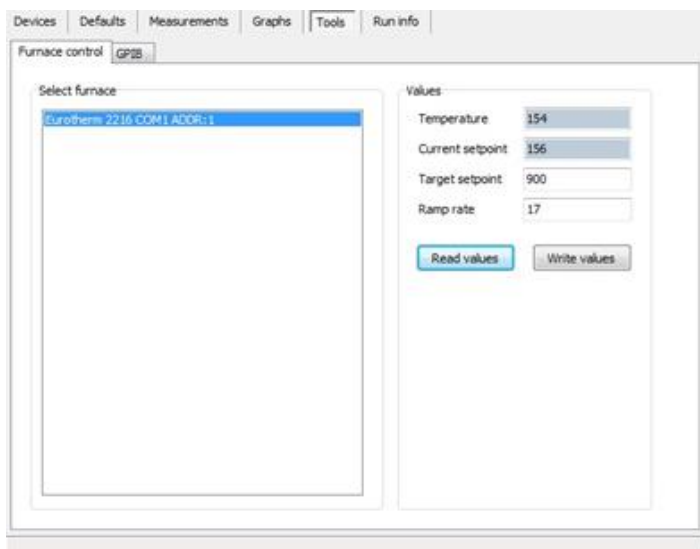 Devices Defaults Measurements Graphs Tools Run info
Furnace control GPIB
Select furnace
Eurotherm 2216 COM1 ADDR:1
Values
Temperature 154
Current setpoint 156
Target setpoint 900
Ramp rate 17
Read values Write values